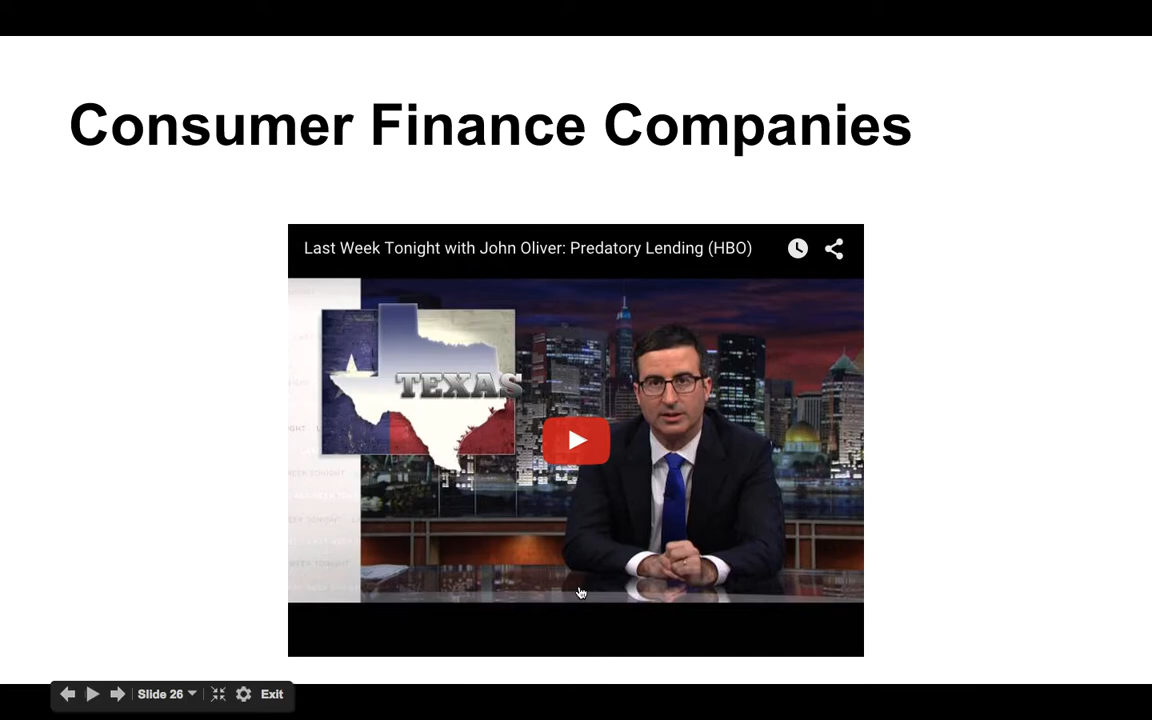 Consumer Finance Companies
Last Week Tonight with John Oliver: Predatory Lending (HBO)
TEXAS
Slide 26
Exit